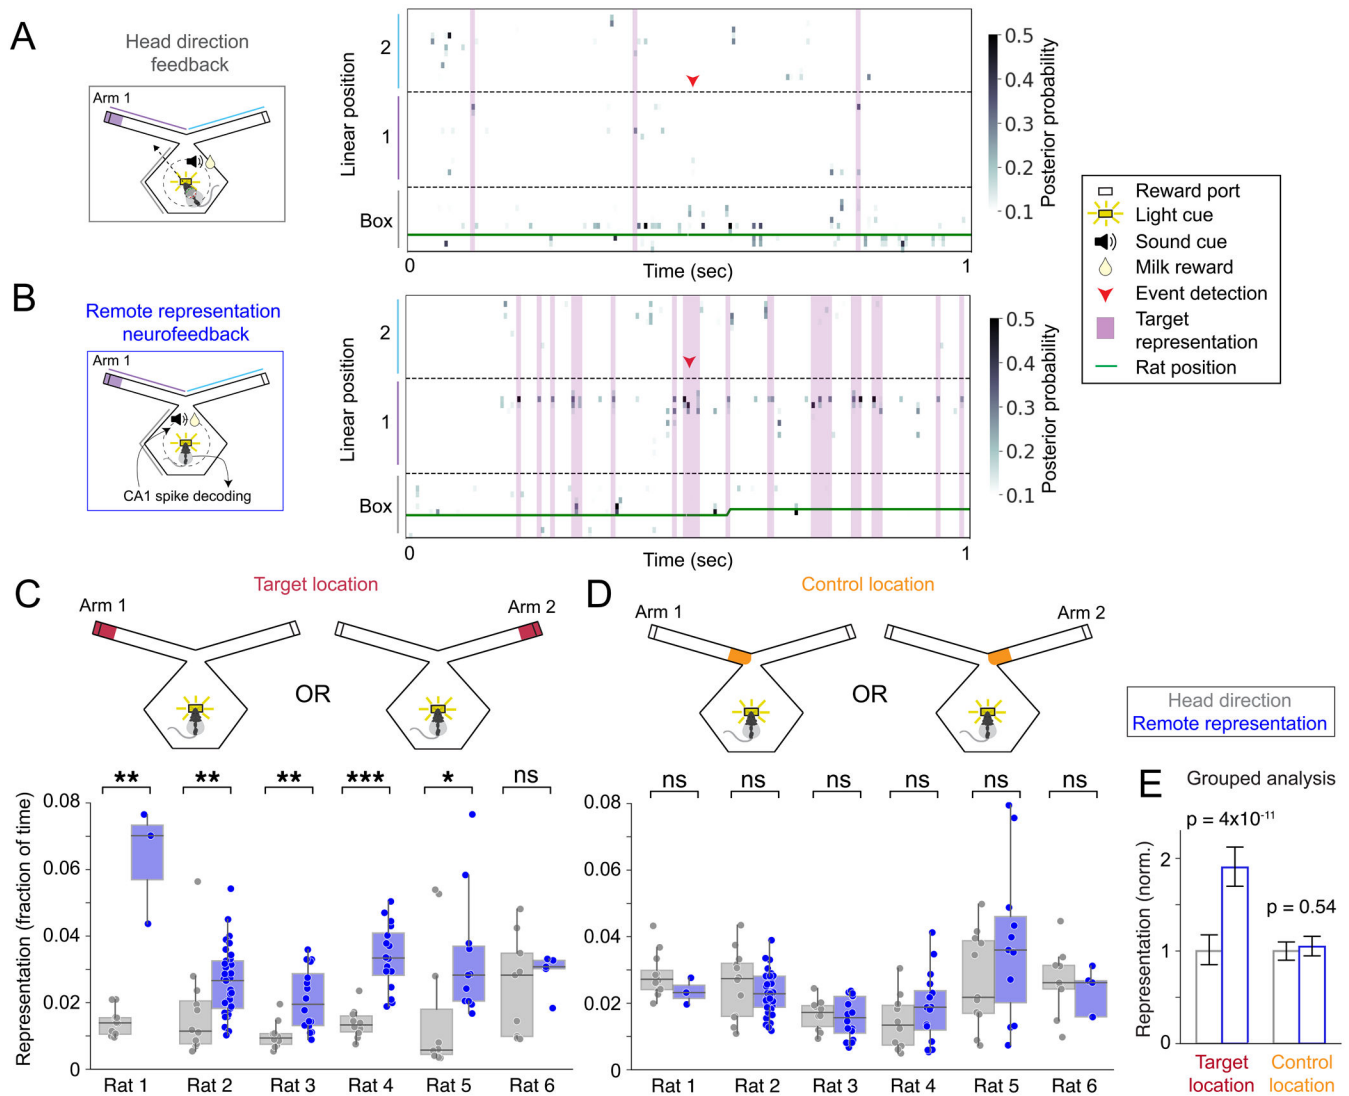 A
Head direction
feedback
Arm 1
Linear position
2
1
Box
0
Time (sec)
1
0.5
0.4
0.3
0.2
0.1
Posterior probability
Reward port
Light cue
Sound cue
Milk reward
Event detection
Target
representation
Rat position
B
Remote representation
neurofeedback
Arm 1
CA1 spike decoding
Linear position
2
1
Box
0
Time (sec)
1
0.5
0.4
0.3
0.2
0.1
Posterior probability
C
Target location
Arm 1
OR
Arm 2
** ** ** *** * ns
Representation (fraction of time)
0.08
0.06
0.04
0.02
0
Rat 1 Rat 2 Rat 3 Rat 4 Rat 5 Rat 6
D
Control location
Arm 1
OR
Arm 2
ns ns ns ns ns ns
0.08
0.06
0.04
0.02
0
Rat 1 Rat 2 Rat 3 Rat 4 Rat 5 Rat 6
Head direction
Remote representation
E
Grouped analysis
p = 4x10⁻¹¹
p = 0.54
Representation (norm.)
2
1
0
Target
location
Control
location